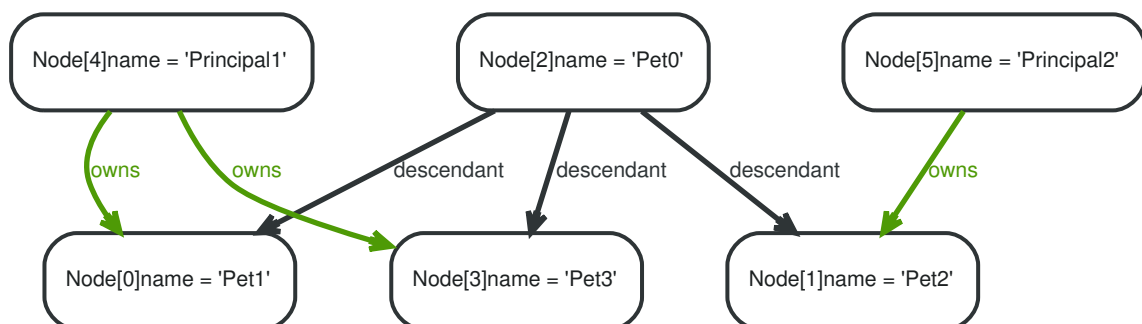 Node[4]name = 'Principal1'
Node[2]name = 'Pet0'
Node[5]name = 'Principal2'
owns
owns
descendant
descendant
descendant
owns
Node[0]name = 'Pet1'
Node[3]name = 'Pet3'
Node[1]name = 'Pet2'